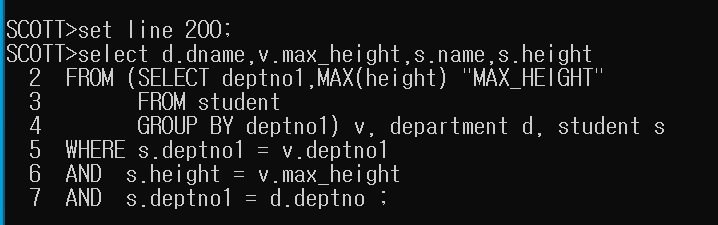 SCOTT>set line 200;
SCOTT>select d.dname,v.max_height,s.name,s.height
  2  FROM (SELECT deptno1,MAX(height) "MAX_HEIGHT"
  3        FROM student
  4        GROUP BY deptno1) v, department d, student s
  5  WHERE s.deptno1 = v.deptno1
  6  AND  s.height = v.max_height
  7  AND  s.deptno1 = d.deptno ;